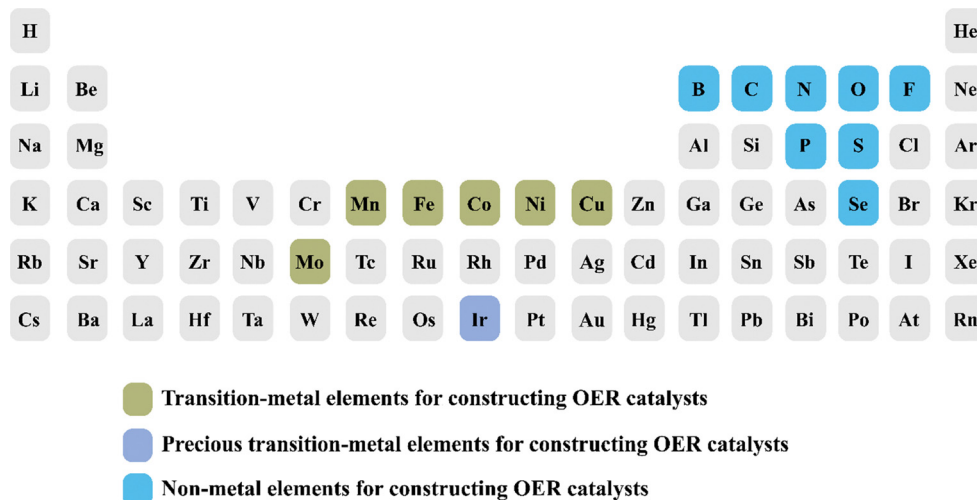 H He
Li Be B C N O F Ne
Na Mg Al Si P S Cl Ar
K Ca Sc Ti V Cr Mn Fe Co Ni Cu Zn Ga Ge As Se Br Kr
Rb Sr Y Zr Nb Mo Tc Ru Rh Pd Ag Cd In Sn Sb Te I Xe
Cs Ba La Hf Ta W Re Os Ir Pt Au Hg Tl Pb Bi Po At Rn
Transition-metal elements for constructing OER catalysts
Precious transition-metal elements for constructing OER catalysts
Non-metal elements for constructing OER catalysts